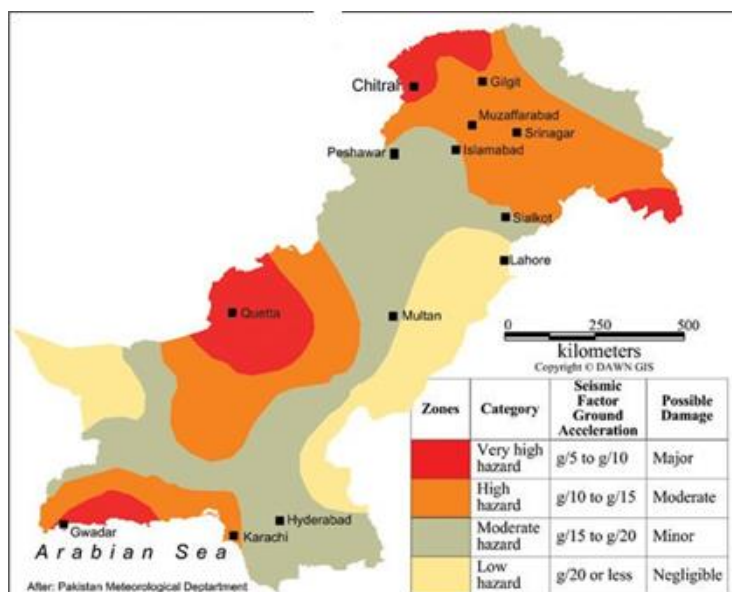 Chitral
Gilgit
Muzaffarabad
Srinagar
Peshawar
Islamabad
Sialkot
Lahore
Quetta
Multan
0 250 500
kilometers
Copyright © DAWN GIS
Zones Category Seismic Factor Ground Acceleration Possible Damage
Very high hazard g/5 to g/10 Major
High hazard g/10 to g/15 Moderate
Moderate hazard g/15 to g/20 Minor
Low hazard g/20 or less Negligible
Hyderabad
Gwadar
Karachi
Arabian Sea
After: Pakistan Meteorological Deptartment